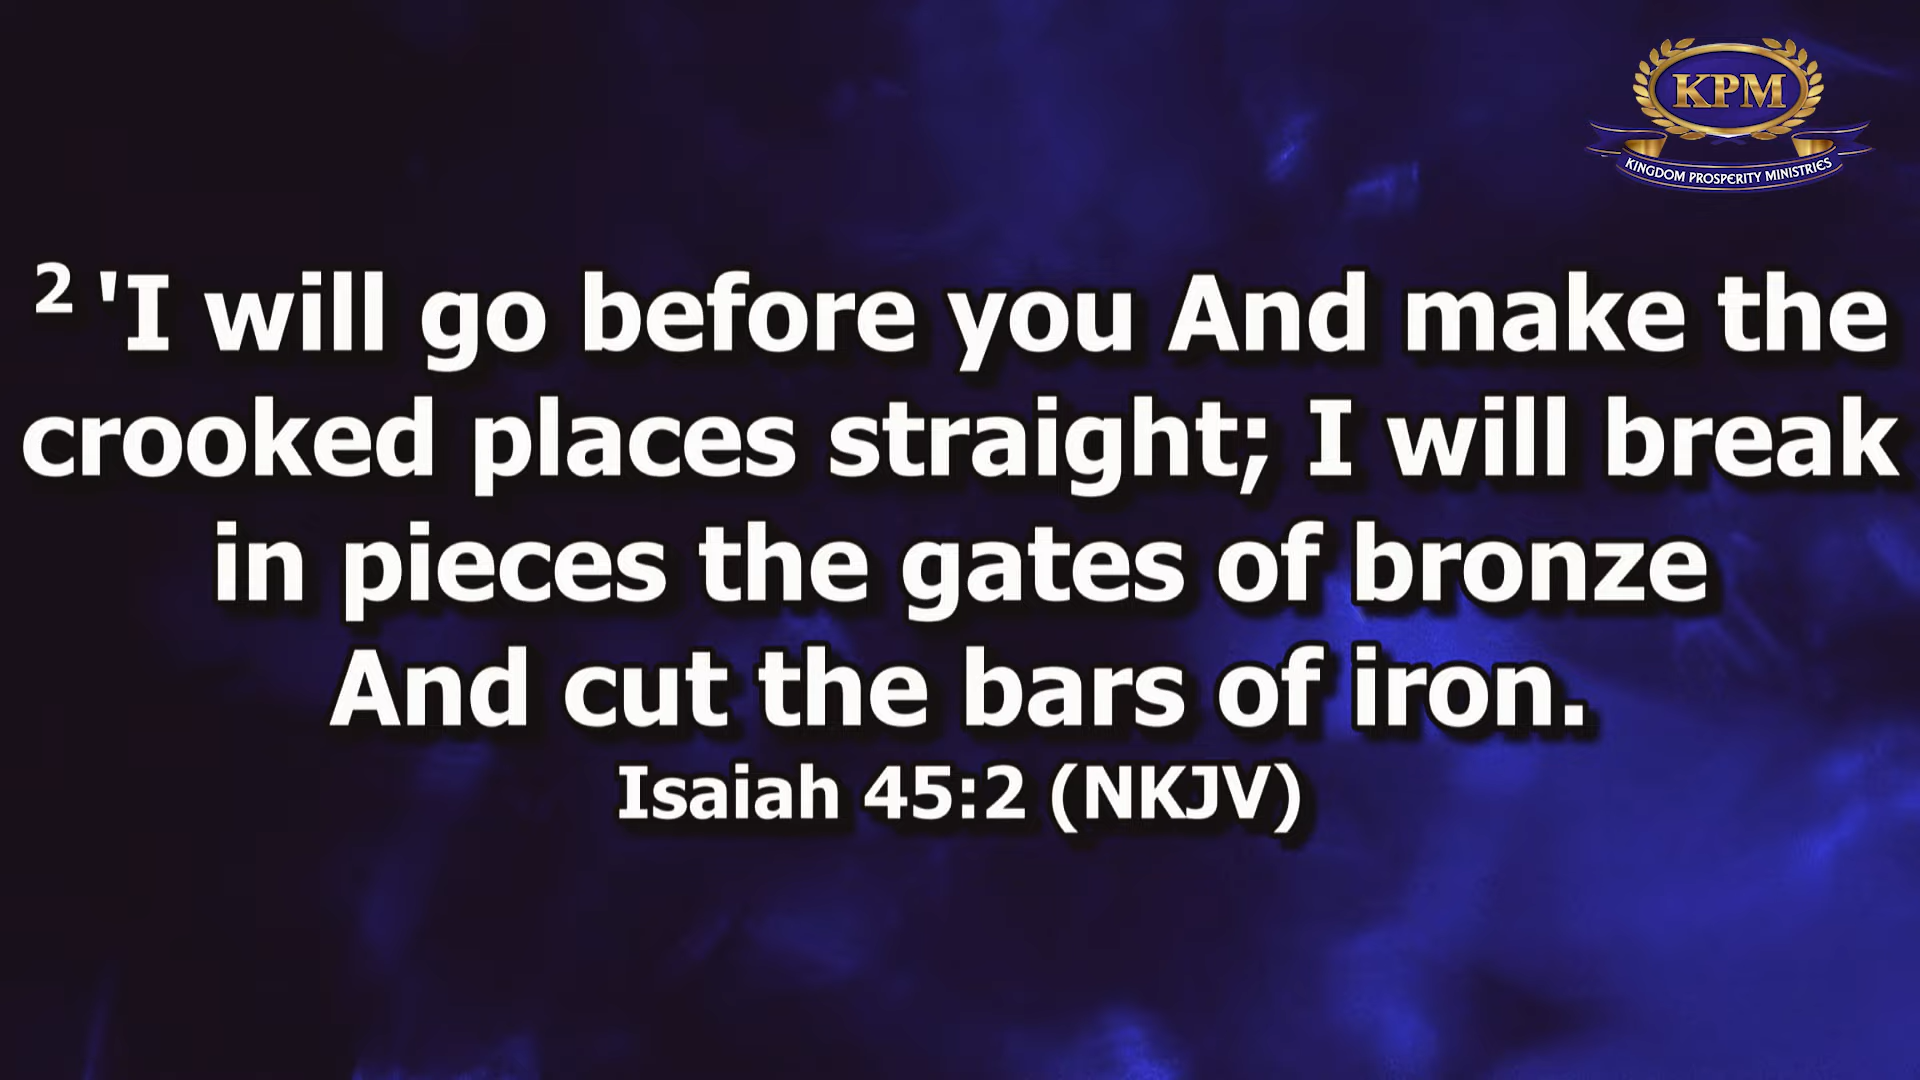 KPM
KINGDOM PROSPERITY MINISTRIES
2 'I will go before you And make the
crooked places straight; I will break
in pieces the gates of bronze
And cut the bars of iron.
Isaiah 45:2 (NKJV)